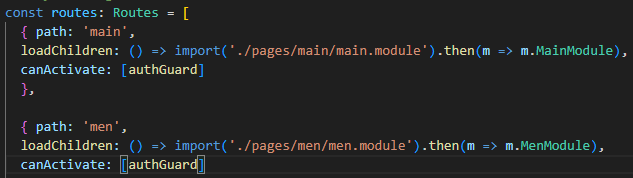 const routes: Routes = [
{ path: 'main',
loadChildren: () => import('./pages/main/main.module').then(m => m.MainModule),
canActivate: [authGuard]
},
{ path: 'men',
loadChildren: () => import('./pages/men/men.module').then(m => m.MenModule),
canActivate: [authGuard]